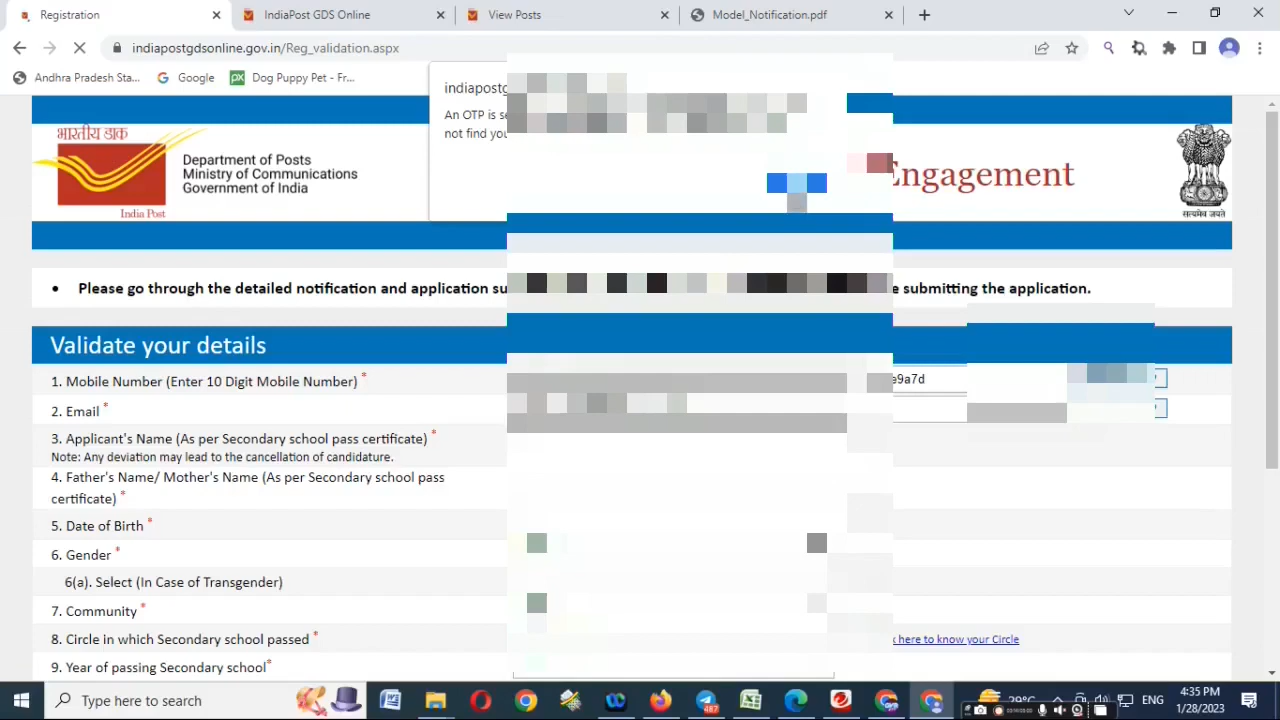 Registration
IndiaPost GDS Online
View Posts
Model_Notification.pdf
indiapostgdsonline.gov.in/Reg_validation.aspx
Andhra Pradesh Sta...
Google
Dog Puppy Pet - Fr...
indiapostg
An OTP is se
not find you
भारतीय डाक
India Post
Department of Posts
Ministry of Communications
Government of India
Engagement
सत्यमेव जयते
• Please go through the detailed notification and application su
e submitting the application.
Validate your details
1. Mobile Number (Enter 10 Digit Mobile Number) *
e9a7d
2. Email *
3. Applicant's Name (As per Secondary school pass certificate) *
Note: Any deviation may lead to the cancellation of candidature.
4. Father's Name/ Mother's Name (As per Secondary school pass
certificate) *
5. Date of Birth *
6. Gender *
6(a). Select (In Case of Transgender)
7. Community *
8. Circle in which Secondary school passed *
k here to know your Circle
9. Year of passing Secondary school*
Type here to search
487
29°C
ENG
4:35 PM
1/28/2023